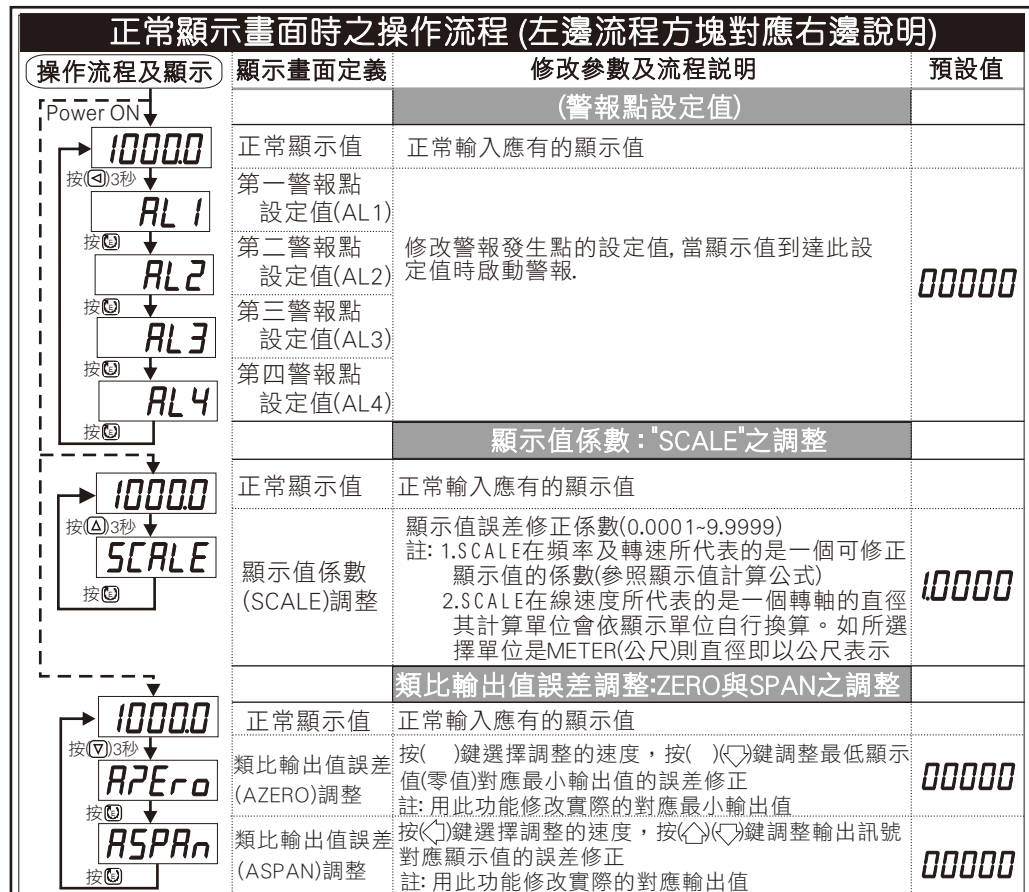 正常顯示畫面時之操作流程 (左邊流程方塊對應右邊說明)
操作流程及顯示 顯示畫面定義 修改參數及流程説明 預設值
Power ON
(警報點設定值)
1000.0 正常顯示值 正常輸入應有的顯示值
按(◁)3秒
AL 1 第一警報點
設定值(AL1)
按
AL2 第二警報點
設定值(AL2)
修改警報發生點的設定值, 當顯示值到達此設
定值時啟動警報.
00000
按
AL3 第三警報點
設定值(AL3)
按
AL4 第四警報點
設定值(AL4)
按
顯示值係數："SCALE"之調整
1000.0 正常顯示值 正常輸入應有的顯示值
按(△)3秒
SCALE 顯示值係數
(SCALE)調整
按
顯示值誤差修正係數(0.0001~9.9999)
註: 1.SCALE在頻率及轉速所代表的是一個可修正
顯示值的係數(參照顯示值計算公式)
2.SCALE在線速度所代表的是一個轉軸的直徑
其計算單位會依顯示單位自行換算。如所選
擇單位是METER(公尺)則直徑即以公尺表示
1.0000
類比輸出值誤差調整:ZERO與SPAN之調整
1000.0 正常顯示值 正常輸入應有的顯示值
按(▽)3秒
AZEro 類比輸出值誤差
(AZERO)調整
按( )鍵選擇調整的速度，按( )(▽)鍵調整最低顯示
值(零值)對應最小輸出值的誤差修正
註: 用此功能修改實際的對應最小輸出值
00000
按
ASPAn 類比輸出值誤差
(ASPAN)調整
按(◁)鍵選擇調整的速度，按(△)(▽)鍵調整輸出訊號
對應顯示值的誤差修正
註: 用此功能修改實際的對應輸出值
00000
按